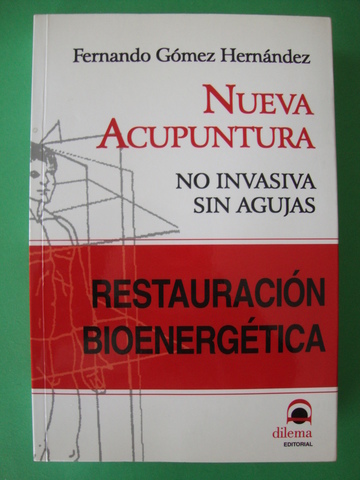 Fernando Gómez Hernández
NUEVA
ACUPUNTURA
NO INVASIVA
SIN AGUJAS
RESTAURACIÓN
BIOENERGÉTICA
dilema
EDITORIAL